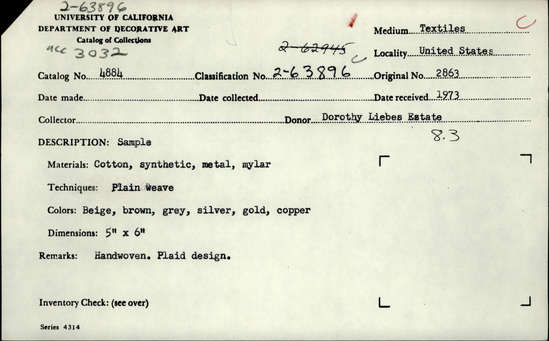 2-63896
UNIVERSITY OF CALIFORNIA
DEPARTMENT OF DECORATIVE ART
Catalog of Collections
acc 3032
Medium Textiles C
2-62945
Locality United States
Catalog No. 4884 Classification No. 2-63896 C Original No. 2863
Date made Date collected Date received 1973
Collector Donor Dorothy Liebes Estate
8.3
DESCRIPTION: Sample
Materials: Cotton, synthetic, metal, mylar
Techniques: Plain Weave
Colors: Beige, brown, grey, silver, gold, copper
Dimensions: 5" x 6"
Remarks: Handwoven. Plaid design.
Inventory Check: (see over)
Series 4314